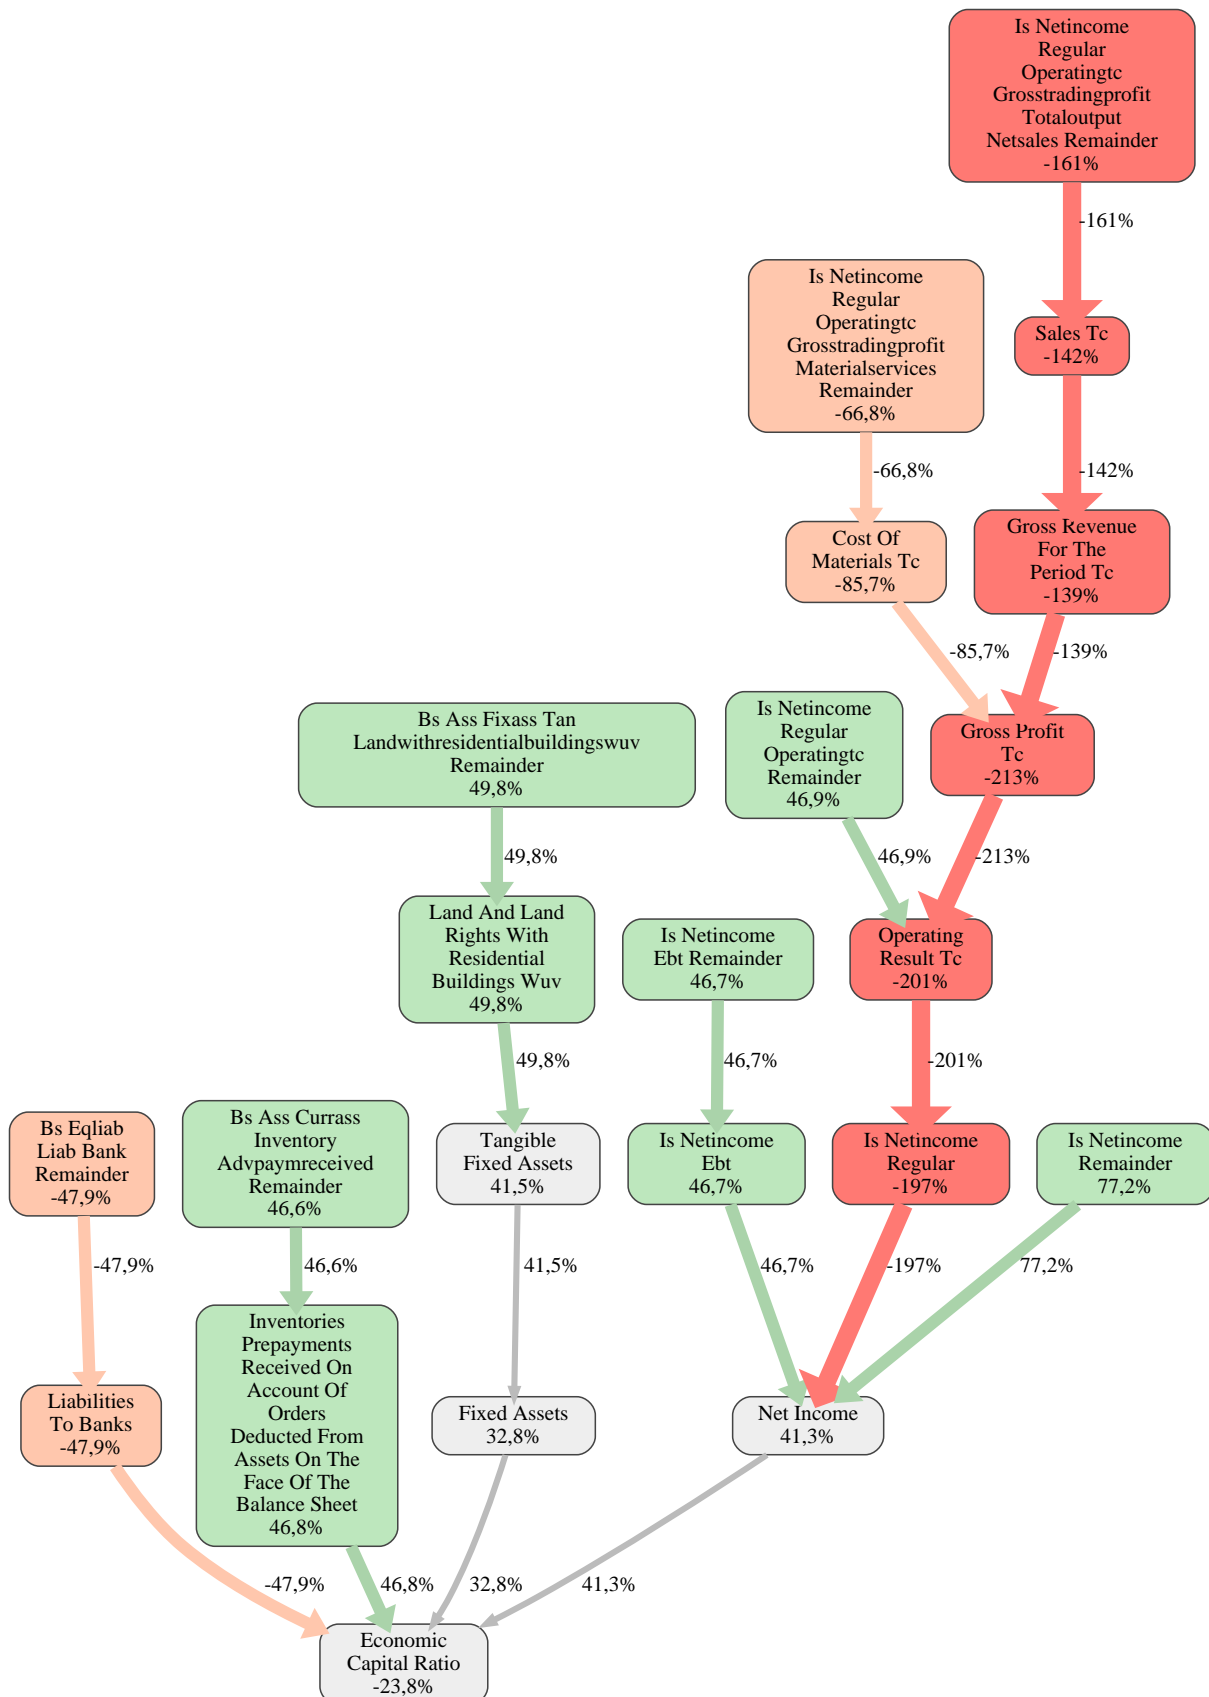 Is Netincome
Regular
Operatingtc
Grosstradingprofit
Totaloutput
Netsales Remainder
-161%
-161%
Is Netincome
Regular
Operatingtc
Grosstradingprofit
Materialservices
Remainder
-66,8%
Sales Tc
-142%
-66,8%
-142%
Cost Of
Materials Tc
-85,7%
Gross Revenue
For The
Period Tc
-139%
-85,7%
-139%
Bs Ass Fixass Tan
Landwithresidentialbuildingswuv
Remainder
49,8%
Is Netincome
Regular
Operatingtc
Remainder
46,9%
Gross Profit
Tc
-213%
49,8%
46,9%
-213%
Land And Land
Rights With
Residential
Buildings Wuv
49,8%
Is Netincome
Ebt Remainder
46,7%
Operating
Result Tc
-201%
49,8%
46,7%
-201%
Bs Eqliab
Liab Bank
Remainder
-47,9%
Bs Ass Currass
Inventory
Advpaymreceived
Remainder
46,6%
Tangible
Fixed Assets
41,5%
Is Netincome
Ebt
46,7%
Is Netincome
Regular
-197%
Is Netincome
Remainder
77,2%
-47,9%
46,6%
41,5%
46,7%
-197%
77,2%
Liabilities
To Banks
-47,9%
Inventories
Prepayments
Received On
Account Of
Orders
Deducted From
Assets On The
Face Of The
Balance Sheet
46,8%
Fixed Assets
32,8%
Net Income
41,3%
-47,9%
46,8%
32,8%
41,3%
Economic
Capital Ratio
-23,8%